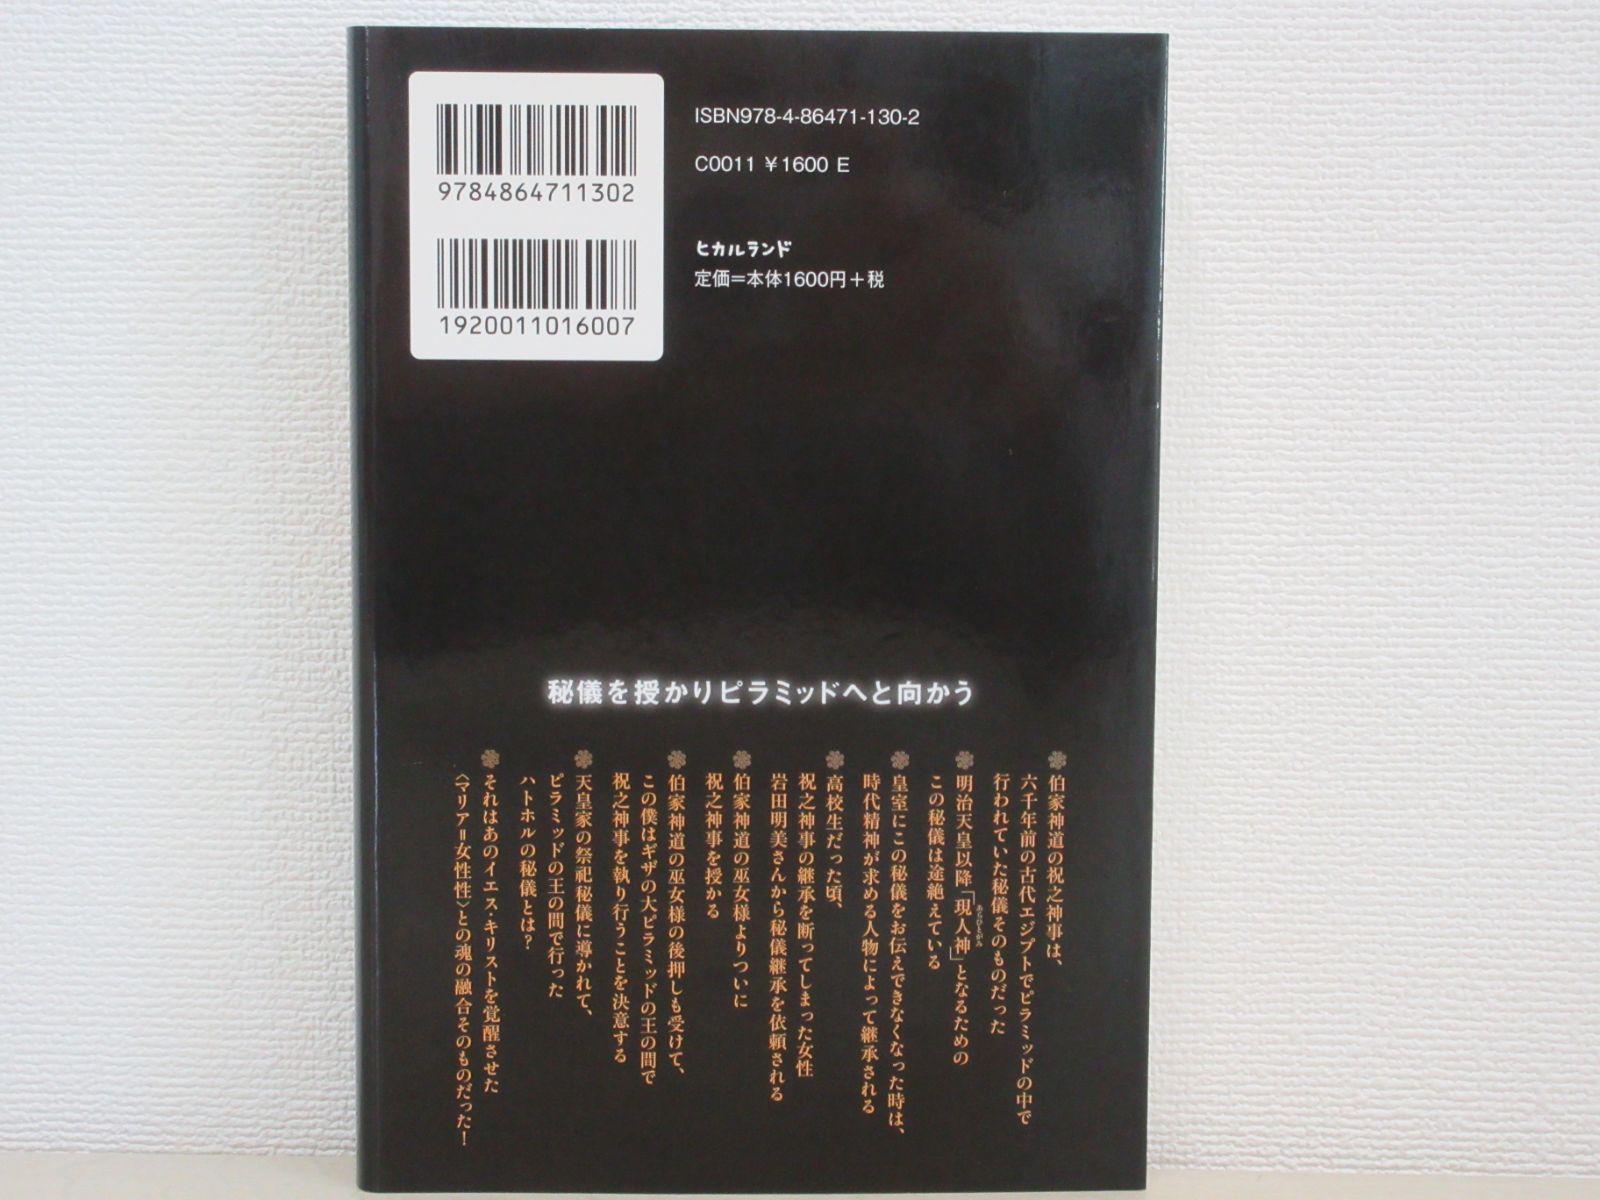 9784864711302
1920011016007
ISBN978-4-86471-130-2
C0011 ¥1600 E
ヒカルランド
定価＝本体1600円＋税
秘儀を授かりピラミッドへと向かう
伯家神道の祝之神事は、
六千年前の古代エジプトでピラミッドの中で
行われていた秘儀そのものだった
明治天皇以降「現人神」となるための
あらひとがみ
この秘儀は途絶えている
皇室にこの秘儀をお伝えできなくなった時は、
時代精神が求める人物によって継承される
高校生だった頃、
祝之神事の継承を断ってしまった女性
岩田明美さんから秘儀継承を依頼される
伯家神道の巫女様よりついに
祝之神事を授かる
伯家神道の巫女様の後押しも受けて、
この僕はギザの大ピラミッドの王の間で
祝之神事を執り行うことを決意する
天皇家の祭祀秘儀に導かれて、
ピラミッドの王の間で行った
ハトホルの秘儀とは？
それはあのイエス・キリストを覚醒させた
〈マリア＝女性性〉との魂の融合そのものだった！